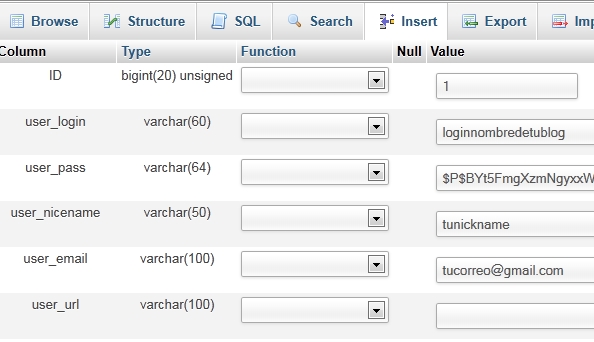 Browse Structure SQL Search Insert Export Imp
Column Type Function Null Value
ID bigint(20) unsigned 1
user_login varchar(60) loginnombredetublog
user_pass varchar(64) $P$BYt5FmgXzmNgyxxW
user_nicename varchar(50) tunickname
user_email varchar(100) tucorreo@gmail.com
user_url varchar(100)